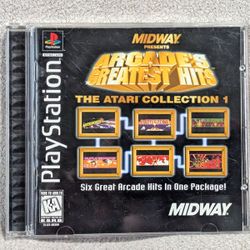 MIDWAY
PRESENTS
ARCADE'S
GREATEST HITS
THE ATARI COLLECTION 1
Six Great Arcade Hits In One Package!
MIDWAY
PlayStation